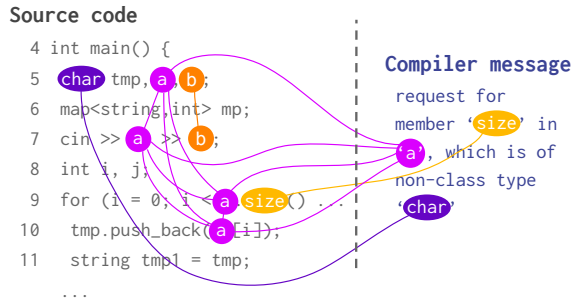 Source code
4 int main() {
5 char tmp, a, b;
6 map<string,int> mp;
7 cin >> a >> b;
8 int i, j;
9 for (i = 0; i < a.size() ...
10 tmp.push_back(a[i]);
11 string tmp1 = tmp;
...
Compiler message
request for
member ‘size’ in
‘a’, which is of
non-class type
‘char’